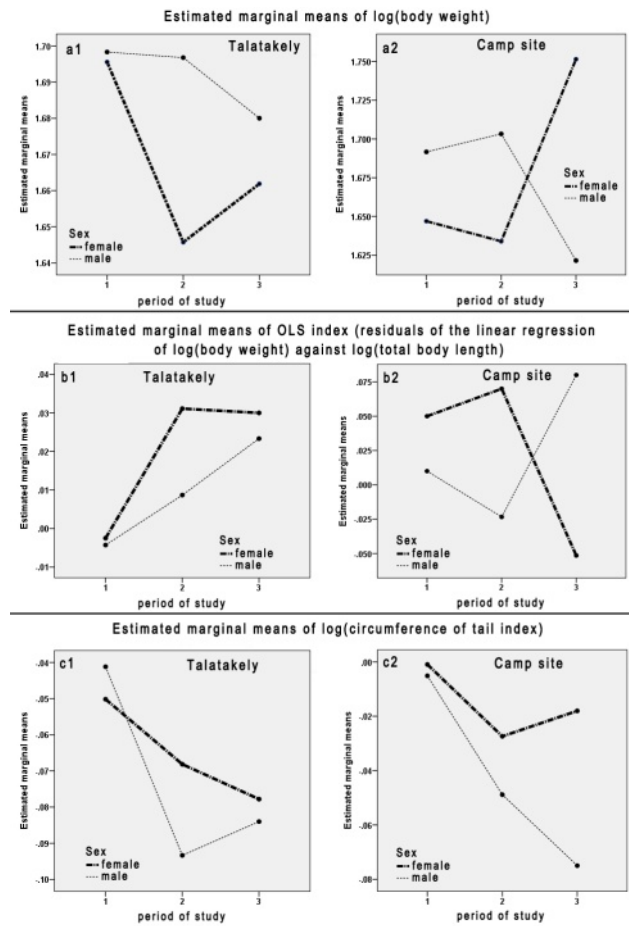 Estimated marginal means of log(body weight)
a1 Talatakely
Estimated marginal means
1.70
1.69
1.68
1.67
1.66
1.65
1.64
Sex
female
male
1 2 3
period of study
a2 Camp site
Estimated marginal means
1.750
1.725
1.700
1.675
1.650
1.625
Sex
female
male
1 2 3
period of study
Estimated marginal means of OLS index (residuals of the linear regression
of log(body weight) against log(total body length)
b1 Talatakely
Estimated marginal means
.04
.03
.02
.01
.00
.01
Sex
female
male
1 2 3
period of study
b2 Camp site
Estimated marginal means
.075
.050
.025
.000
-.025
.050
Sex
female
male
1 2 3
period of study
Estimated marginal means of log(circumference of tail index)
c1 Talatakely
Estimated marginal means
-.04
-.05
-.06
-.07
-.08
-.09
-.10
Sex
female
male
1 2 3
period of study
c2 Camp site
Estimated marginal means
.00
-.02
-.04
-.06
-.08
Sex
female
male
1 2 3
period of study